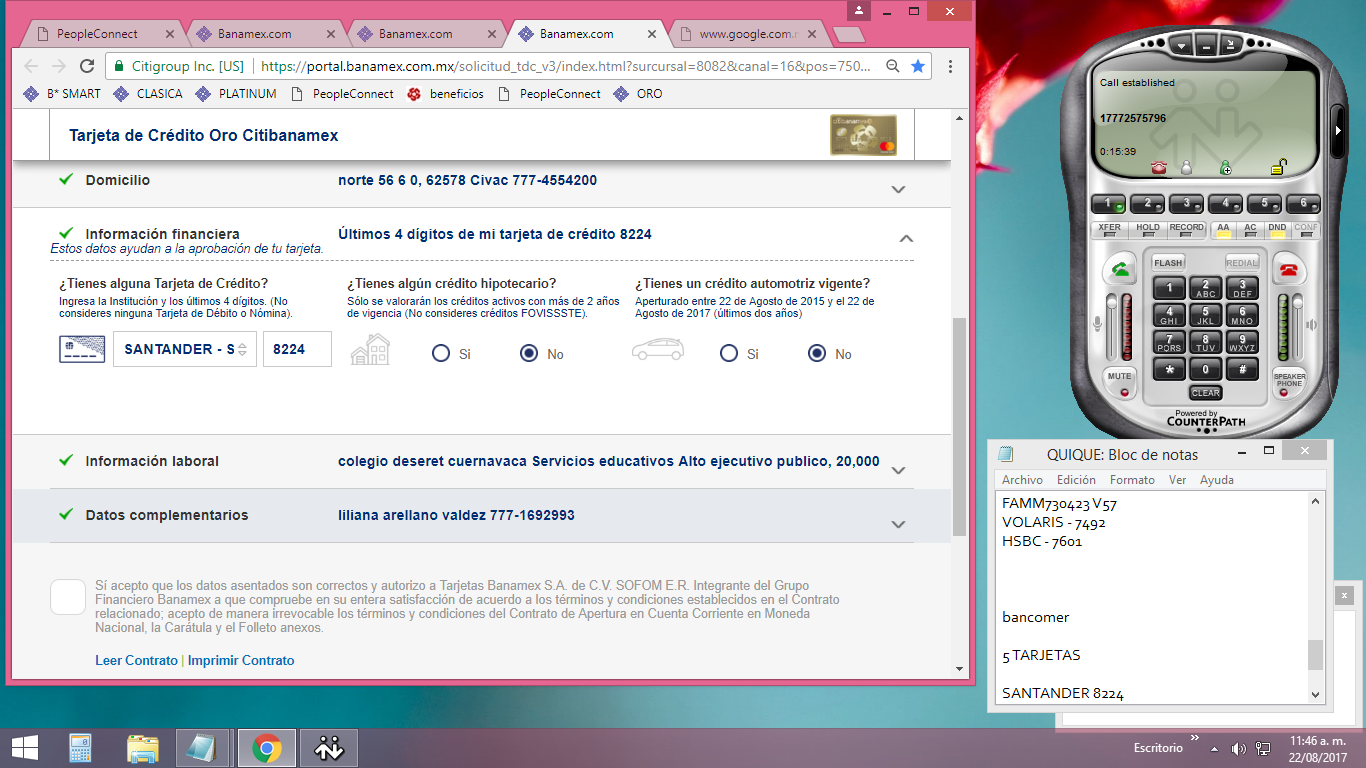 PeopleConnect
Banamex.com
Banamex.com
Banamex.com
www.google.com.
Citigroup Inc. [US]
https://portal.banamex.com.mx/solicitud_tdc_v3/index.html?surcursal=8082&canal=16&pos=750...
B* SMART
CLASICA
PLATINUM
PeopleConnect
beneficios
PeopleConnect
ORO
Tarjeta de Crédito Oro Citibanamex
Domicilio
norte 56 6 0, 62578 Civac 777-4554200
Información financiera
Últimos 4 dígitos de mi tarjeta de crédito 8224
Estos datos ayudan a la aprobación de tu tarjeta.
¿Tienes alguna Tarjeta de Crédito?
Ingresa la Institución y los últimos 4 dígitos. (No
consideres ninguna Tarjeta de Débito o Nómina).
SANTANDER - S
8224
¿Tienes algún crédito hipotecario?
Sólo se valorarán los créditos activos con más de 2 años
de vigencia (No consideres créditos FOVISSSTE).
Si
No
¿Tienes un crédito automotriz vigente?
Aperturado entre 22 de Agosto de 2015 y el 22 de
Agosto de 2017 (últimos dos años)
Si
No
Información laboral
colegio deseret cuernavaca Servicios educativos Alto ejecutivo publico, 20,000
Datos complementarios
liliana arellano valdez 777-1692993
Sí acepto que los datos asentados son correctos y autorizo a Tarjetas Banamex S.A. de C.V. SOFOM E.R. Integrante del Grupo
Financiero Banamex a que compruebe en su entera satisfacción de acuerdo a los términos y condiciones establecidos en el Contrato
relacionado; acepto de manera irrevocable los términos y condiciones del Contrato de Apertura en Cuenta Corriente en Moneda
Nacional, la Carátula y el Folleto anexos.
Leer Contrato | Imprimir Contrato
Call established
17772575796
0:15:39
1 2 3 4 5 6
XFER HOLD RECORD AA AC DND CONF
FLASH
REDIAL
1
2 ABC
3 DEF
4 GHI
5 JKL
6 MNO
7 PQRS
8 TUV
9 WXYZ
* 0 #
MUTE
CLEAR
SPEAKER
PHONE
Powered by
COUNTERPATH
QUIQUE: Bloc de notas
Archivo Edición Formato Ver Ayuda
FAMM730423 V57
VOLARIS - 7492
HSBC - 7601
bancomer
5 TARJETAS
SANTANDER 8224
Escritorio
11:46 a. m.
22/08/2017